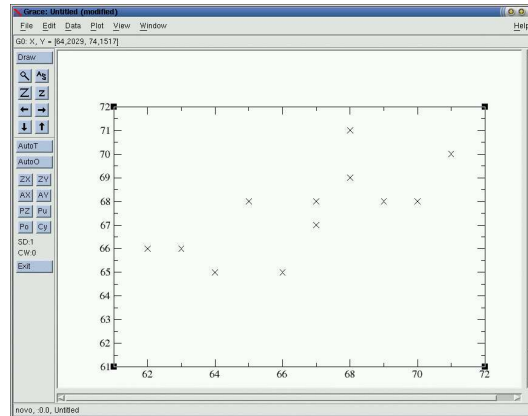 Grace: Untitled (modified)
File Edit Data Plot View Window Help
G0: X, Y = [64,2029, 74,1517]
Draw
AS
Z Z
AutoT
AutoO
ZX ZY
AX AY
PZ Pu
Po Cy
SD:1
CW:0
Exit
72
71
70
69
68
67
66
65
64
63
62
61
62 64 66 68 70 72
novo, :0.0, Untitled